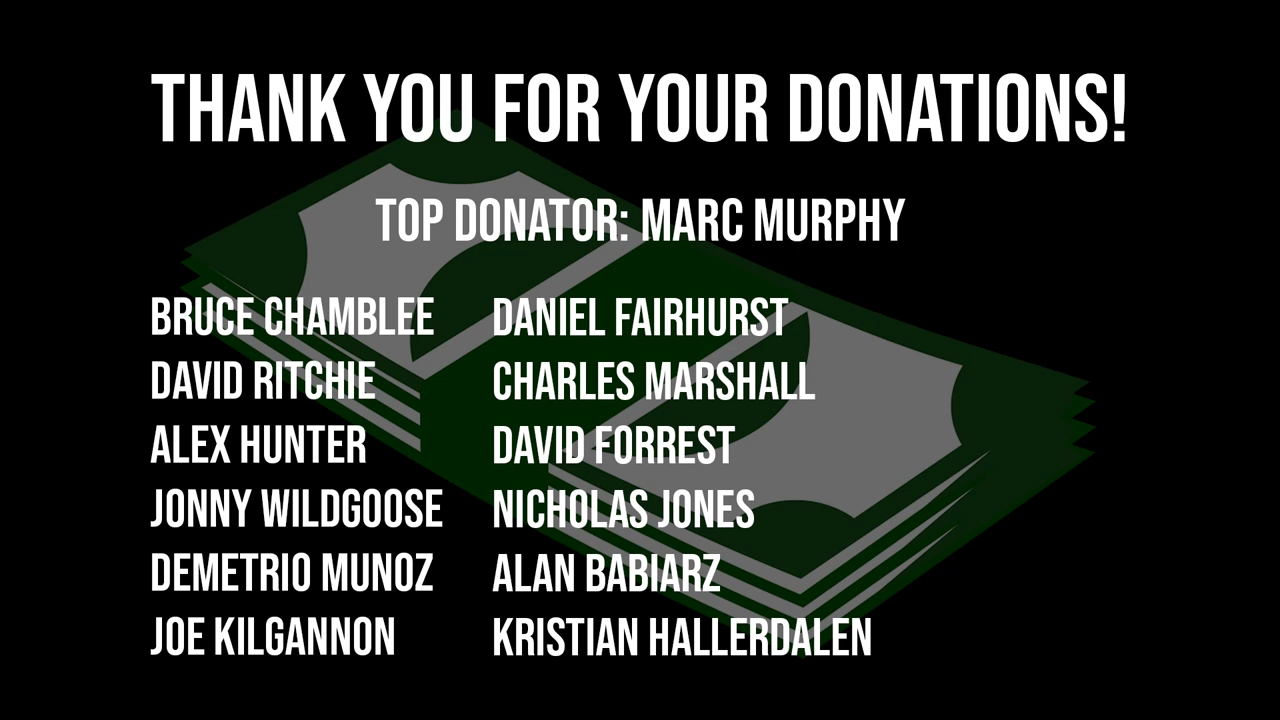 THANK YOU FOR YOUR DONATIONS!
TOP DONATOR: MARC MURPHY
BRUCE CHAMBLEE
DAVID RITCHIE
ALEX HUNTER
JONNY WILDGOOSE
DEMETRIO MUNOZ
JOE KILGANNON
DANIEL FAIRHURST
CHARLES MARSHALL
DAVID FORREST
NICHOLAS JONES
ALAN BABIARZ
KRISTIAN HALLERDALEN